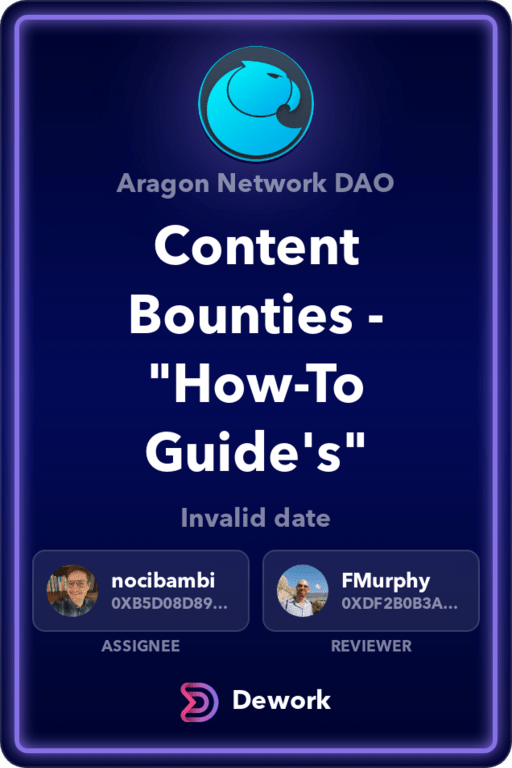 Aragon Network DAO
Content
Bounties -
"How-To
Guide's"
Invalid date
nocibambi
0XB5D08D89...
ASSIGNEE
FMurphy
0XDF2B0B3A...
REVIEWER
Dework